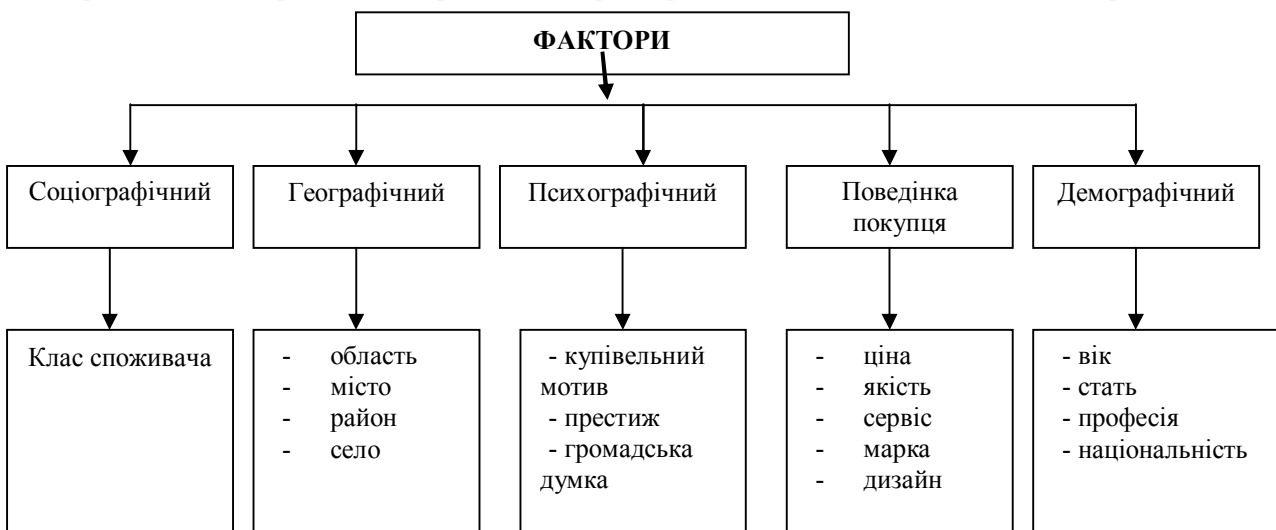 ФАКТОРИ
Соціографічний
Географічний
Психографічний
Поведінка
покупця
Демографічний
Клас споживача
- область
- місто
- район
- село
- купівельний
мотив
- престиж
- громадська
думка
- ціна
- якість
- сервіс
- марка
- дизайн
- вік
- стать
- професія
- національність